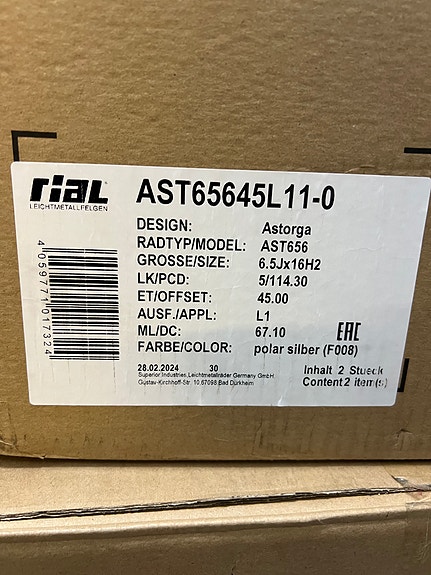 rial
LEICHTMETALLFELGEN
AST65645L11-0
DESIGN: Astorga
RADTYP/MODEL: AST656
GROSSE/SIZE: 6.5Jx16H2
LK/PCD: 5/114.30
ET/OFFSET: 45.00
AUSF./APPL: L1
ML/DC: 67.10
FARBE/COLOR: polar silber (F008)
EAC
4059771017324
28.02.2024 30
Superior Industries,Leichtmetallräder Germany GmbH
Gustav-Kirchhoff-Str. 10,67098 Bad Dürkheim
Inhalt 2 Stueck
Content 2 item(s)